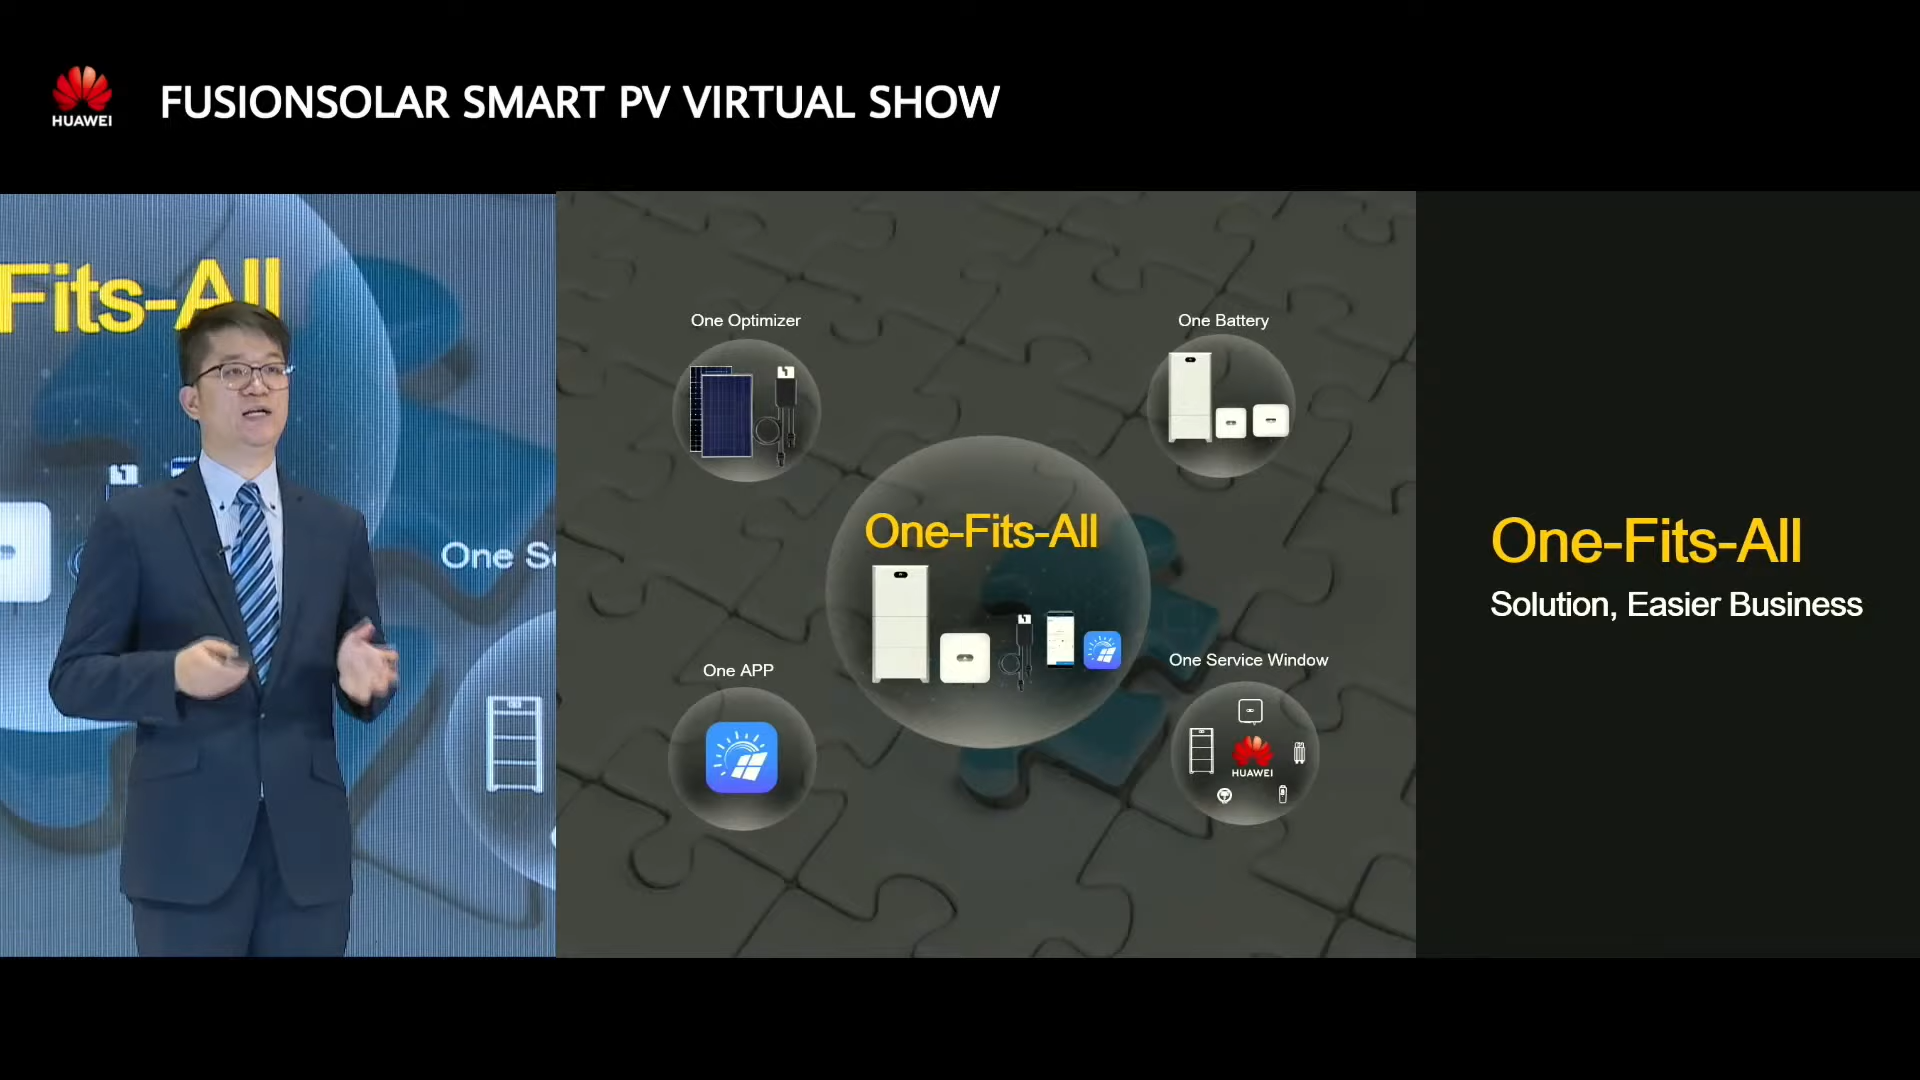 HUAWEI
FUSIONSOLAR SMART PV VIRTUAL SHOW
Fits-All
One Se
One Optimizer
One Battery
One-Fits-All
One APP
One Service Window
HUAWEI
One-Fits-All
Solution, Easier Business